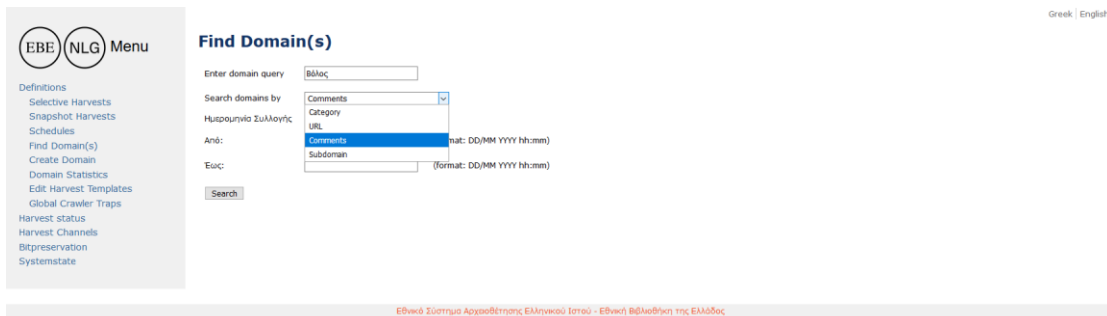 Greek | English
EBE NLG Menu
Definitions
Selective Harvests
Snapshot Harvests
Schedules
Find Domain(s)
Create Domain
Domain Statistics
Edit Harvest Templates
Global Crawler Traps
Harvest status
Harvest Channels
Bitpreservation
Systemstate
Find Domain(s)
Enter domain query Βόλος
Search domains by Comments
Category
URL
Comments
Subdomain
Ημερομηνία Συλλογής
Από: mat: DD/MM YYYY hh:mm)
Έως: (format: DD/MM YYYY hh:mm)
Search
Εθνικό Σύστημα Αρχειοθέτησης Ελληνικού Ιστού - Εθνική Βιβλιοθήκη της Ελλάδος